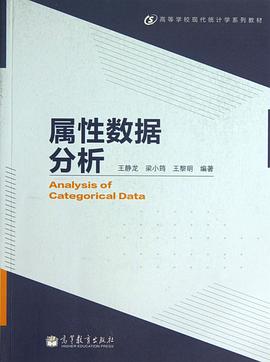 高等学校现代统计学系列教材
属性数据
分析
王静龙 梁小筠 王黎明 编著
Analysis of
Categorical Data
高等教育出版社
HIGHER EDUCATION PRESS